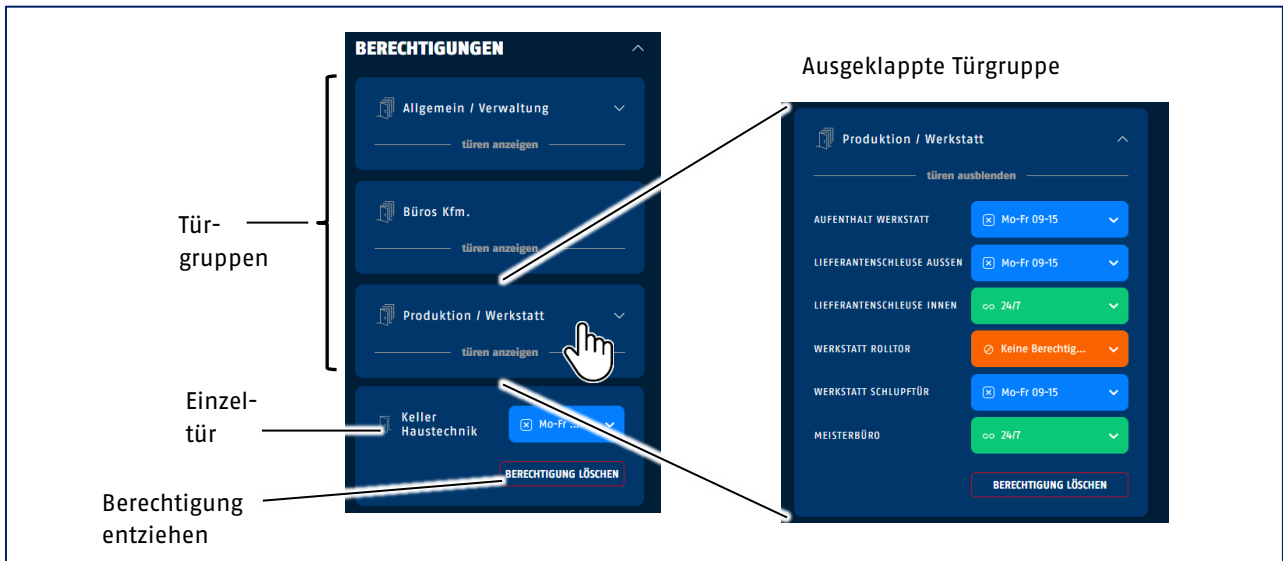 BERECHTIGUNGEN
Allgemein / Verwaltung
türen anzeigen
Büros Kfm.
türen anzeigen
Produktion / Werkstatt
türen anzeigen
Keller
Haustechnik
Mo-Fr ...
BERECHTIGUNG LÖSCHEN
Tür-
gruppen
Einzel-
tür
Berechtigung
entziehen
Ausgeklappte Türgruppe
Produktion / Werkstatt
türen ausblenden
AUFENTHALT WERKSTATT Mo-Fr 09-15
LIEFERANTENSCHLEUSE AUSSEN Mo-Fr 09-15
LIEFERANTENSCHLEUSE INNEN 24/7
WERKSTATT ROLLTOR Keine Berechtig...
WERKSTATT SCHLUPFTÜR Mo-Fr 09-15
MEISTERBÜRO 24/7
BERECHTIGUNG LÖSCHEN